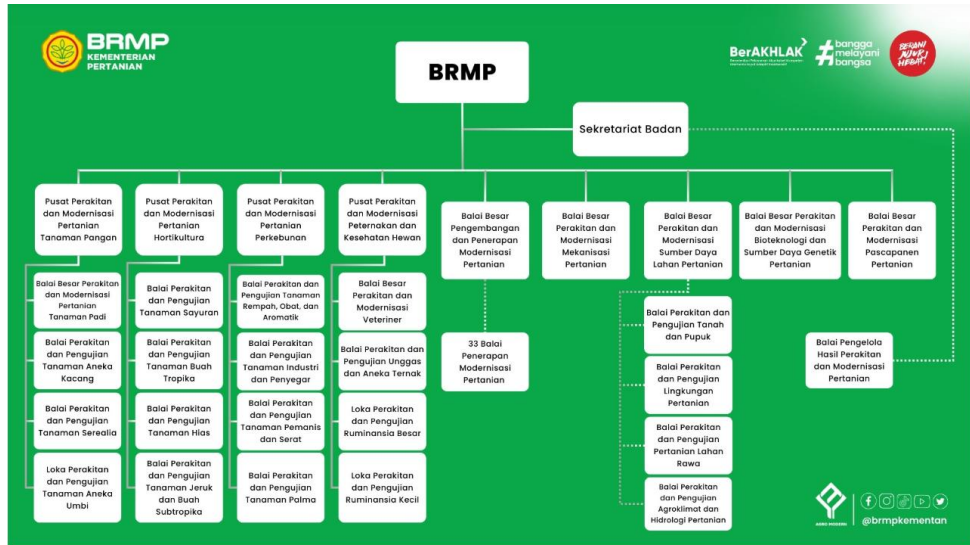 BRMP
KEMENTERIAN
PERTANIAN
BerAKHLAK
#bangga
melayani
bangsa
BERANI
JUJUR,
HEBAT!
BRMP
Sekretariat Badan
Pusat Perakitan
dan Modernisasi
Pertanian
Tanaman Pangan
Pusat Perakitan
dan Modernisasi
Pertanian
Hortikultura
Pusat Perakitan
dan Modernisasi
Pertanian
Perkebunan
Pusat Perakitan
dan Modernisasi
Peternakan dan
Kesehatan Hewan
Balai Besar
Pengembangan
dan Penerapan
Modernisasi
Pertanian
Balai Besar
Perakitan dan
Modernisasi
Mekanisasi
Pertanian
Balai Besar
Perakitan dan
Modernisasi
Sumber Daya
Lahan Pertanian
Balai Besar Perakitan
dan Modernisasi
Bioteknologi dan
Sumber Daya Genetik
Pertanian
Balai Besar
Perakitan dan
Modernisasi
Pascapanen
Pertanian
Balai Besar Perakitan
dan Modernisasi
Pertanian
Tanaman Padi
Balai Perakitan
dan Pengujian
Tanaman Aneka
Kacang
Balai Perakitan
dan Pengujian
Tanaman Serealia
Loka Perakitan
dan Pengujian
Tanaman Aneka
Umbi
Balai Perakitan
dan Pengujian
Tanaman Sayuran
Balai Perakitan
dan Pengujian
Tanaman Buah
Tropika
Balai Perakitan
dan Pengujian
Tanaman Hias
Balai Perakitan
dan Pengujian
Tanaman Jeruk
dan Buah
Subtropika
Balai Perakitan dan
Pengujian Tanaman
Rempah, Obat, dan
Aromatik
Balai Perakitan
dan Pengujian
Tanaman Industri
dan Penyegar
Balai Perakitan
dan Pengujian
Tanaman Pemanis
dan Serat
Balai Perakitan
dan Pengujian
Tanaman Palma
Balai Besar
Perakitan dan
Modernisasi
Veteriner
Balai Perakitan dan
Pengujian Unggas
dan Aneka Ternak
Loka Perakitan
dan Pengujian
Ruminansia Besar
Loka Perakitan
dan Pengujian
Ruminansia Kecil
33 Balai
Penerapan
Modernisasi
Pertanian
Balai Perakitan dan
Pengujian Tanah
dan Pupuk
Balai Perakitan
dan Pengujian
Lingkungan
Pertanian
Balai Perakitan
dan Pengujian
Pertanian Lahan
Rawa
Balai Perakitan
dan Pengujian
Agroklimat dan
Hidrologi Pertanian
Balai Pengelola
Hasil Perakitan
dan Modernisasi
Pertanian
AGRO MODERN
@brmpkementan